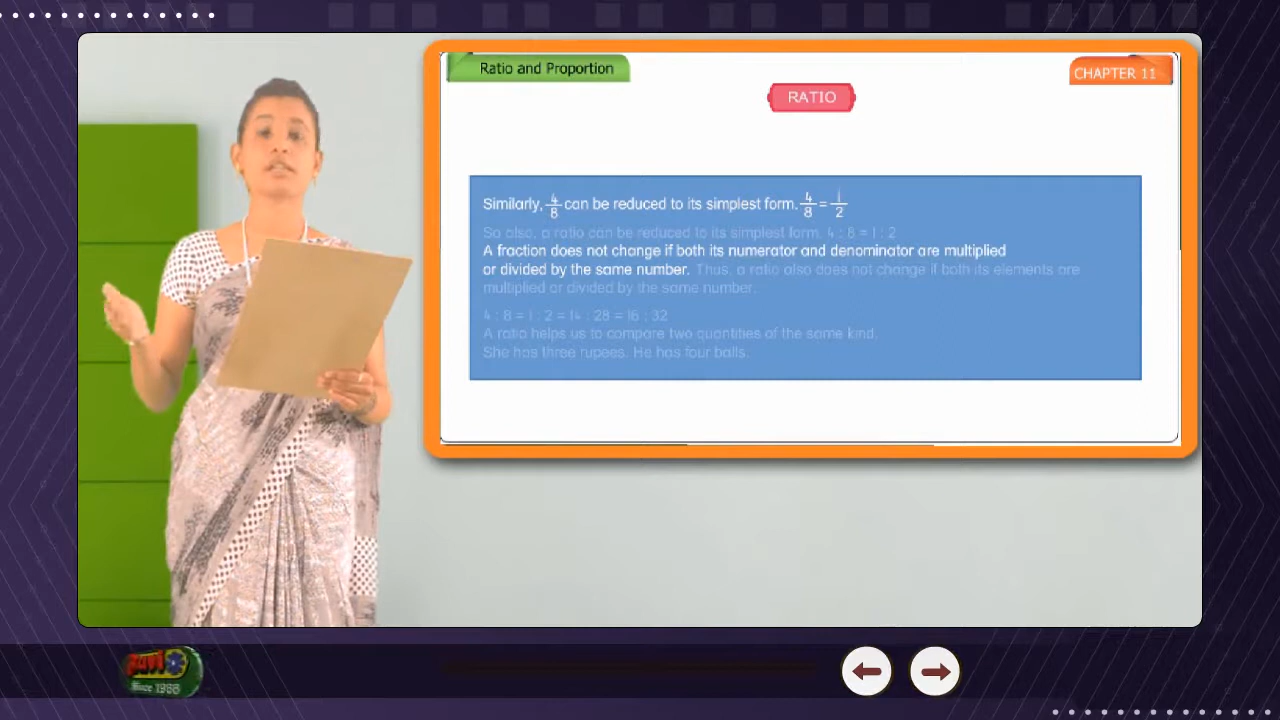 Ratio and Proportion
CHAPTER 11
RATIO
Similarly, 4/8 can be reduced to its simplest form. 4/8 = 1/2
So also, a ratio can be reduced to its simplest form. 4 : 8 = 1 : 2
A fraction does not change if both its numerator and denominator are multiplied
or divided by the same number. Thus, a ratio also does not change if both its elements are
multiplied or divided by the same number.
4 : 8 = 1 : 2 = 14 : 28 = 16 : 32
A ratio helps us to compare two quantities of the same kind.
She has three rupees. He has four balls.
Since 1986